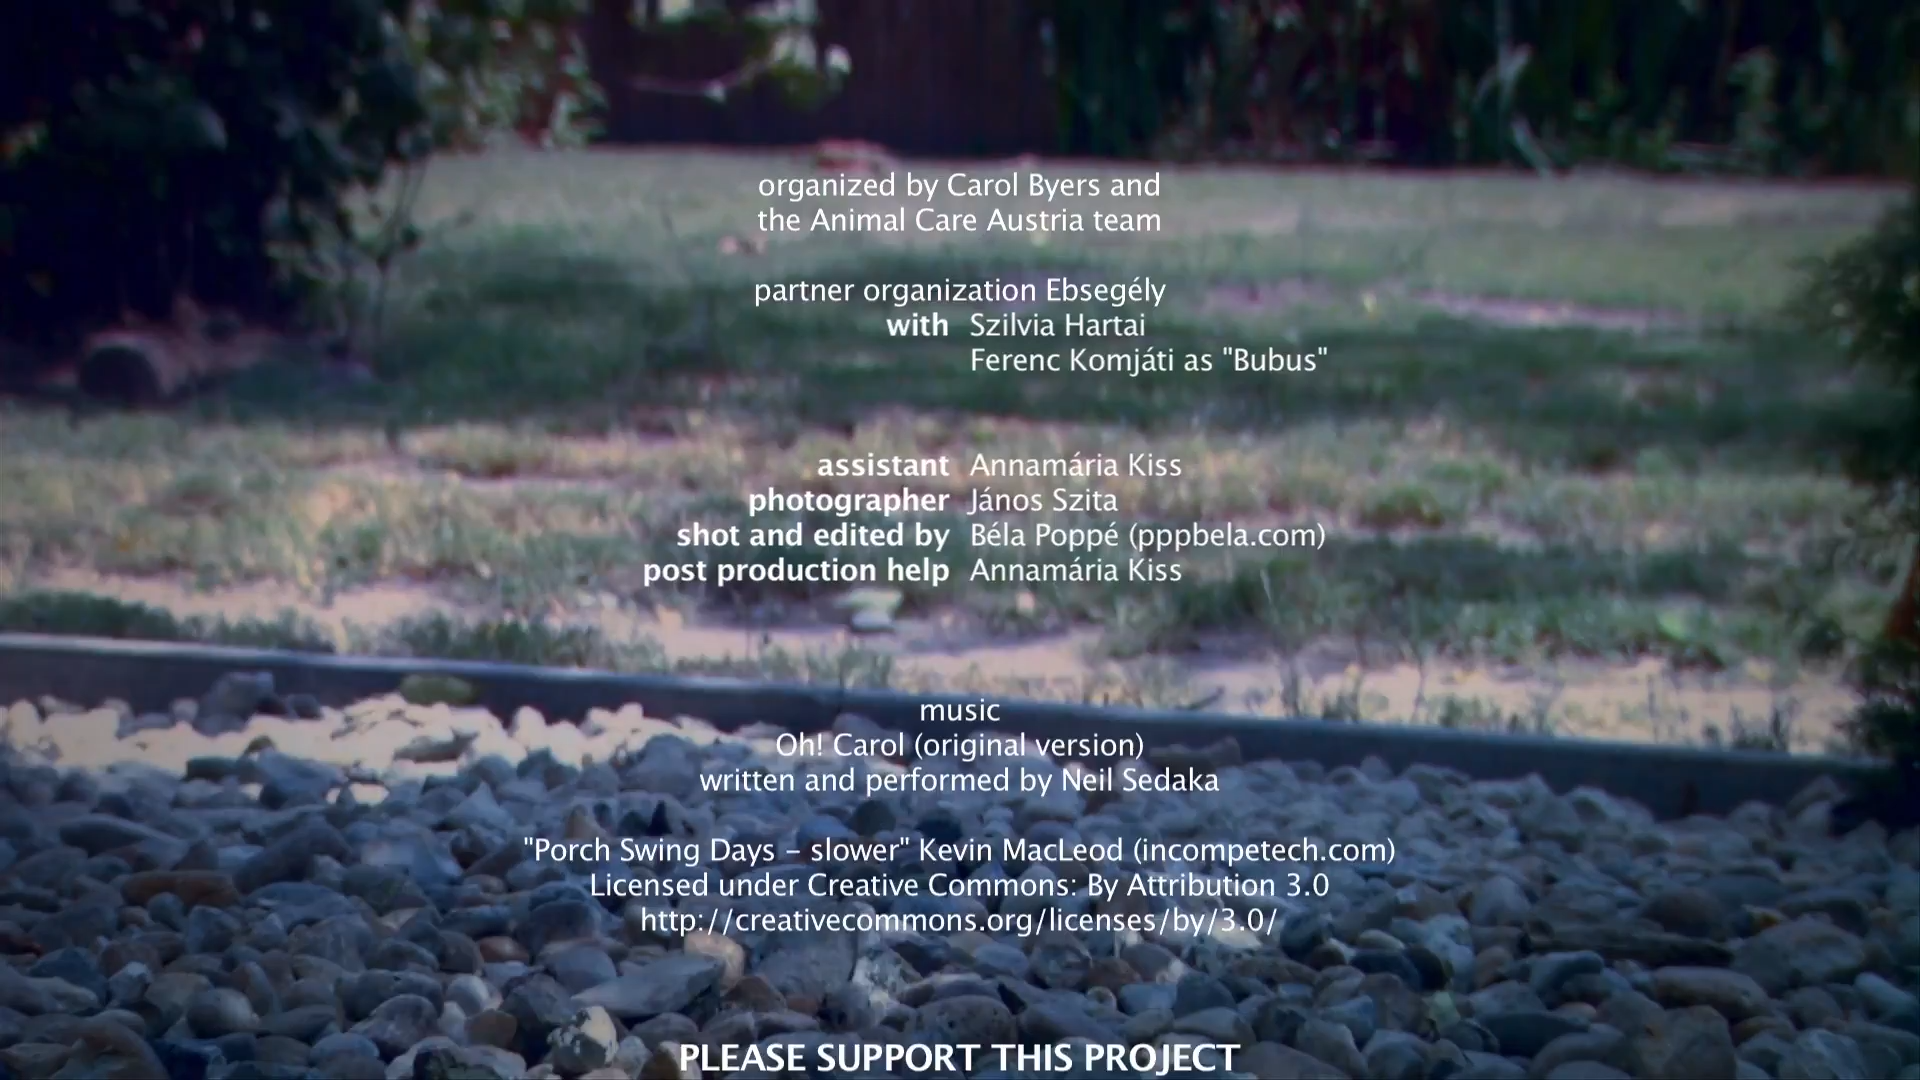 organized by Carol Byers and
the Animal Care Austria team
partner organization Ebsegély
with Szilvia Hartai
Ferenc Komjáti as "Bubus"
assistant Annamária Kiss
photographer János Szita
shot and edited by Béla Poppé (pppbela.com)
post production help Annamária Kiss
music
Oh! Carol (original version)
written and performed by Neil Sedaka
"Porch Swing Days – slower" Kevin MacLeod (incompetech.com)
Licensed under Creative Commons: By Attribution 3.0
http://creativecommons.org/licenses/by/3.0/
PLEASE SUPPORT THIS PROJECT